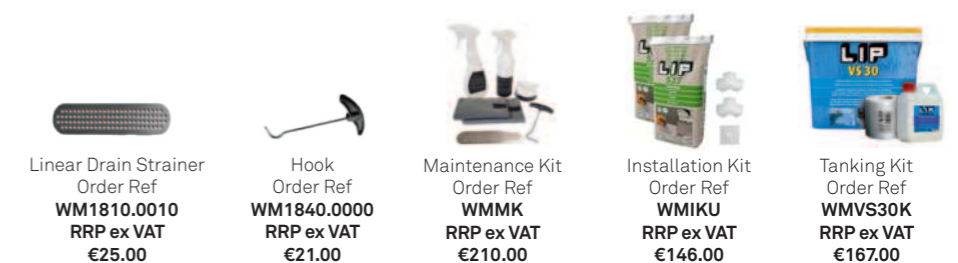 LIP
LIP
VS 30
LIP
Linear Drain Strainer
Order Ref
WM1810.0010
RRP ex VAT
€25.00
Hook
Order Ref
WM1840.0000
RRP ex VAT
€21.00
Maintenance Kit
Order Ref
WMMK
RRP ex VAT
€210.00
Installation Kit
Order Ref
WMIKU
RRP ex VAT
€146.00
Tanking Kit
Order Ref
WMVS30K
RRP ex VAT
€167.00